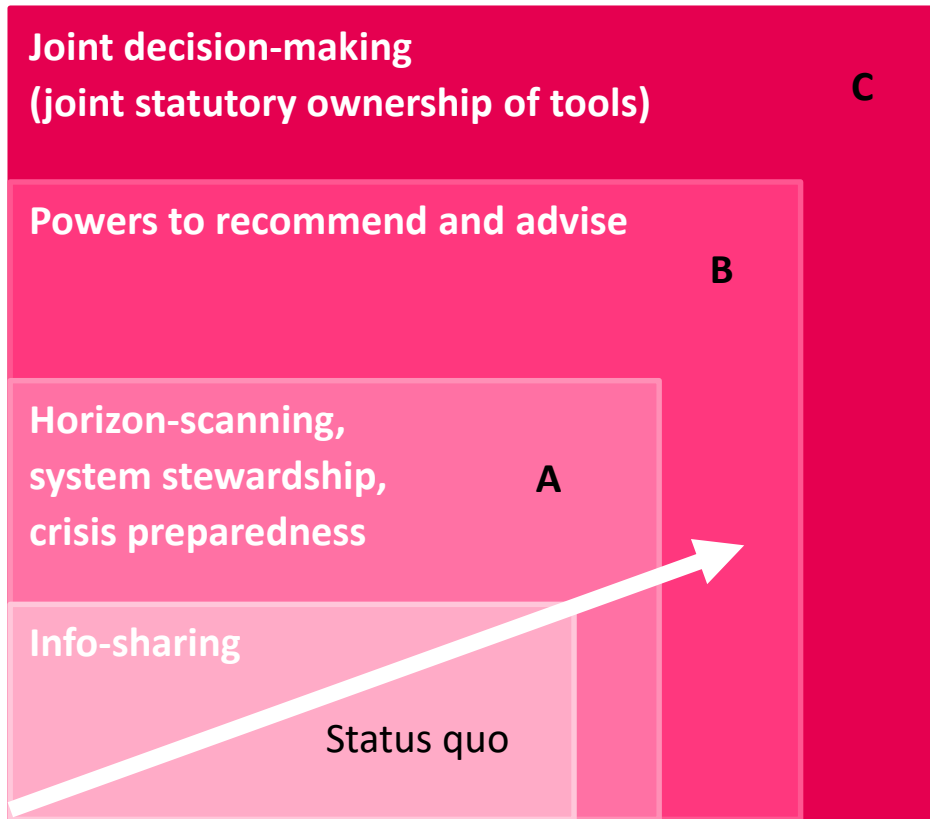 Joint decision-making
(joint statutory ownership of tools)
C
Powers to recommend and advise
B
Horizon-scanning,
system stewardship,
crisis preparedness
A
Info-sharing
Status quo